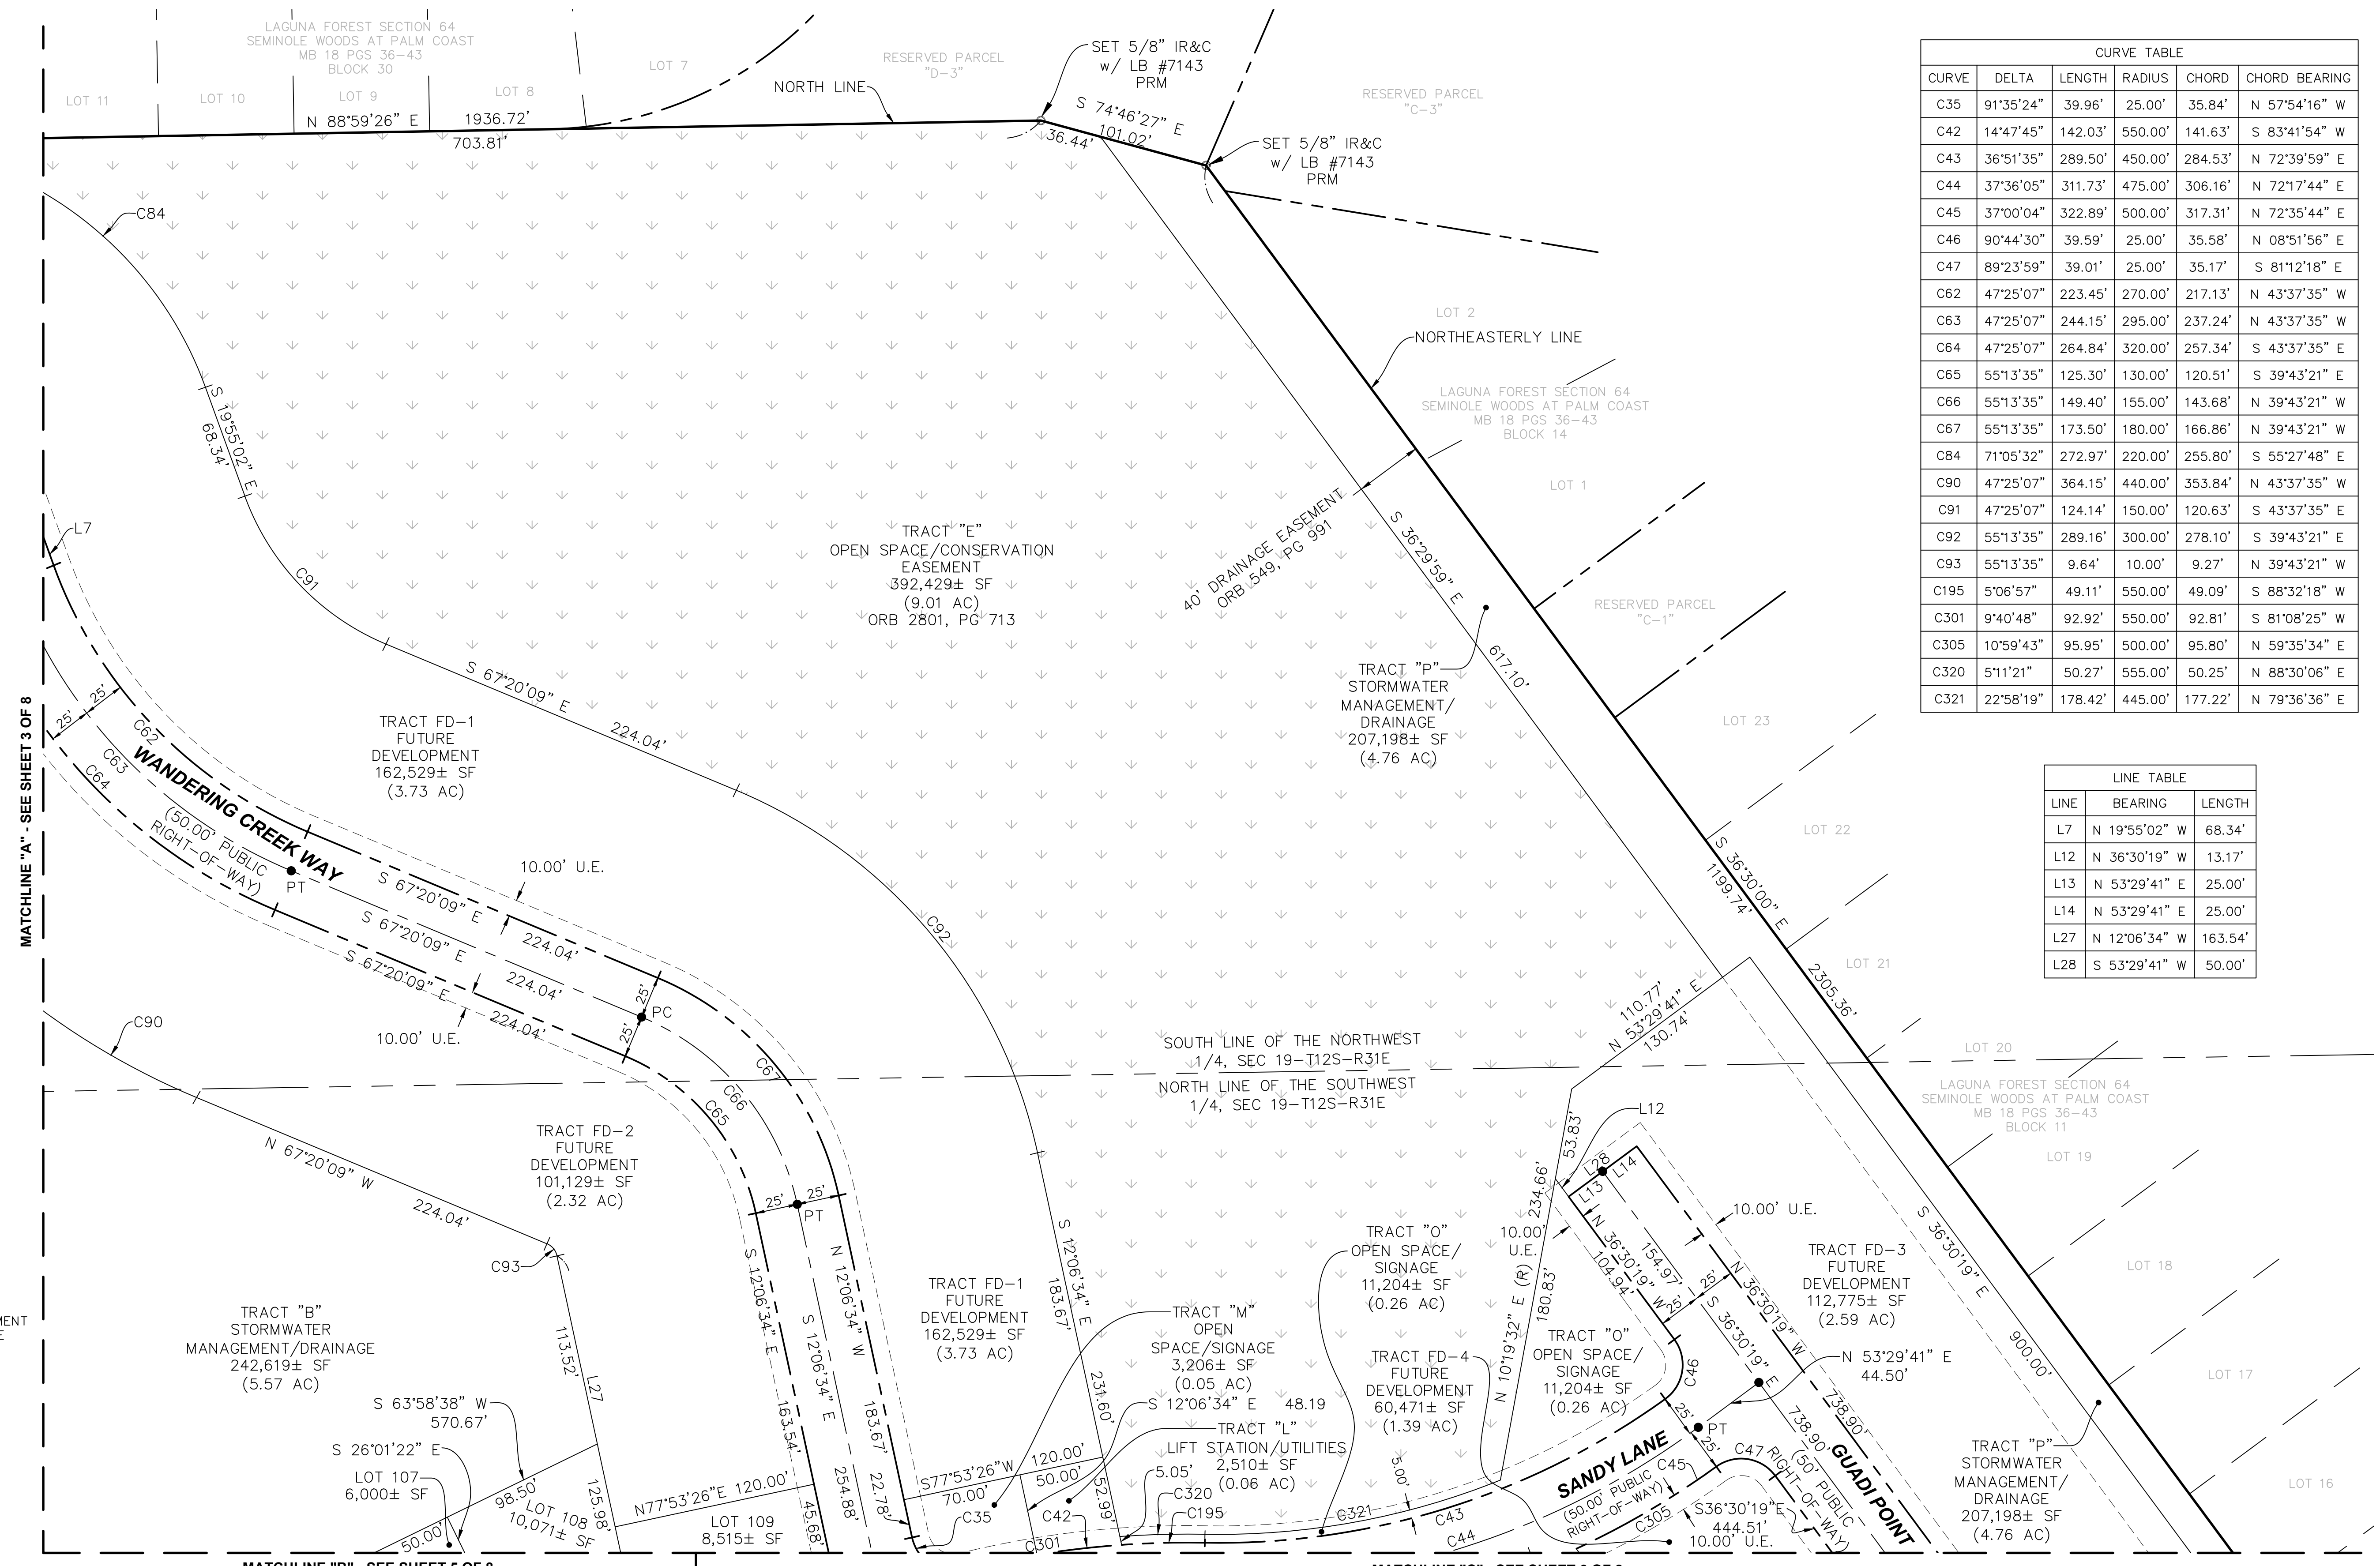 LAGUNA FOREST SECTION 64
SEMINOLE WOODS AT PALM COAST
MB 18 PGS 36-43
BLOCK 30
LOT 11
LOT 10
LOT 9
LOT 8
LOT 7
RESERVED PARCEL
"D-3"
N 88°59'26" E 1936.72'
703.81'
NORTH LINE
SET 5/8" IR&C
w/ LB #7143
PRM
S 74°46'27" E
101.02'
36.44'
SET 5/8" IR&C
w/ LB #7143
PRM
RESERVED PARCEL
"C-3"
LOT 2
NORTHEASTERLY LINE
LAGUNA FOREST SECTION 64
SEMINOLE WOODS AT PALM COAST
MB 18 PGS 36-43
BLOCK 14
LOT 1
RESERVED PARCEL
"C-1"
LOT 23
LOT 22
LOT 21
LOT 20
LAGUNA FOREST SECTION 64
SEMINOLE WOODS AT PALM COAST
MB 18 PGS 36-43
BLOCK 11
LOT 19
LOT 18
LOT 17
LOT 16
CURVE TABLE
CURVE DELTA LENGTH RADIUS CHORD CHORD BEARING
C35 91°35'24" 39.96' 25.00' 35.84' N 57°54'16" W
C42 14°47'45" 142.03' 550.00' 141.63' S 83°41'54" W
C43 36°51'35" 289.50' 450.00' 284.53' N 72°39'59" E
C44 37°36'05" 311.73' 475.00' 306.16' N 72°17'44" E
C45 37°00'04" 322.89' 500.00' 317.31' N 72°35'44" E
C46 90°44'30" 39.59' 25.00' 35.58' N 08°51'56" E
C47 89°23'59" 39.01' 25.00' 35.17' S 81°12'18" E
C62 47°25'07" 223.45' 270.00' 217.13' N 43°37'35" W
C63 47°25'07" 244.15' 295.00' 237.24' N 43°37'35" W
C64 47°25'07" 264.84' 320.00' 257.34' S 43°37'35" E
C65 55°13'35" 125.30' 130.00' 120.51' S 39°43'21" E
C66 55°13'35" 149.40' 155.00' 143.68' N 39°43'21" W
C67 55°13'35" 173.50' 180.00' 166.86' N 39°43'21" W
C84 71°05'32" 272.97' 220.00' 255.80' S 55°27'48" E
C90 47°25'07" 364.15' 440.00' 353.84' N 43°37'35" W
C91 47°25'07" 124.14' 150.00' 120.63' S 43°37'35" E
C92 55°13'35" 289.16' 300.00' 278.10' S 39°43'21" E
C93 55°13'35" 9.64' 10.00' 9.27' N 39°43'21" W
C195 5°06'57" 49.11' 550.00' 49.09' S 88°32'18" W
C301 9°40'48" 92.92' 550.00' 92.81' S 81°08'25" W
C305 10°59'43" 95.95' 500.00' 95.80' N 59°35'34" E
C320 5°11'21" 50.27' 555.00' 50.25' N 88°30'06" E
C321 22°58'19" 178.42' 445.00' 177.22' N 79°36'36" E
LINE TABLE
LINE BEARING LENGTH
L7 N 19°55'02" W 68.34'
L12 N 36°30'19" W 13.17'
L13 N 53°29'41" E 25.00'
L14 N 53°29'41" E 25.00'
L27 N 12°06'34" W 163.54'
L28 S 53°29'41" W 50.00'
C84
S 19°55'02" E
68.34'
L7
C91
S 67°20'09" E
224.04'
TRACT "E"
OPEN SPACE/CONSERVATION
EASEMENT
392,429± SF
(9.01 AC)
ORB 2801, PG 713
40' DRAINAGE EASEMENT
ORB 549, PG 991
S 36°29'59" E
617.10'
TRACT "P"
STORMWATER
MANAGEMENT/
DRAINAGE
207,198± SF
(4.76 AC)
S 36°30'00" E
1199.74'
2305.36'
MATCHLINE "A" - SEE SHEET 3 OF 8
25'
25'
C62
C63
C64
WANDERING CREEK WAY
(50.00' PUBLIC
RIGHT-OF-WAY)
PT
TRACT FD-1
FUTURE
DEVELOPMENT
162,529± SF
(3.73 AC)
10.00' U.E.
S 67°20'09" E
224.04'
S 67°20'09" E
224.04'
S 67°20'09" E
224.04'
10.00' U.E.
25'
25'
PC
C92
C90
N 67°20'09" W
224.04'
C67
C66
C65
TRACT FD-2
FUTURE
DEVELOPMENT
101,129± SF
(2.32 AC)
25'
25'
PT
SOUTH LINE OF THE NORTHWEST
1/4, SEC 19-T12S-R31E
NORTH LINE OF THE SOUTHWEST
1/4, SEC 19-T12S-R31E
110.77'
N 53°29'41" E
130.74'
53.83'
234.66'
N 10°19'32" E (R)
180.83'
L12
L28
L14
L13
10.00'
U.E.
N 36°30'19" W
104.94'
154.97'
S 36°30'19" E
25'
25'
10.00' U.E.
N 36°30'19" W
738.90'
TRACT FD-3
FUTURE
DEVELOPMENT
112,775± SF
(2.59 AC)
S 36°30'19" E
900.00'
N 53°29'41" E
44.50'
C93
TRACT "B"
STORMWATER
MANAGEMENT/DRAINAGE
242,619± SF
(5.57 AC)
MENT
E
113.52'
L27
125.98'
S 63°58'38" W
570.67'
S 26°01'22" E
LOT 107
6,000± SF
98.50'
50.00'
LOT 108
10,071± SF
N77°53'26"E 120.00'
LOT 109
8,515± SF
S 12°06'34" E
163.54'
45.68'
S 12°06'34" E
254.88'
N 12°06'34" W
183.67'
22.78'
TRACT FD-1
FUTURE
DEVELOPMENT
162,529± SF
(3.73 AC)
S 12°06'34" E
183.67'
231.60'
TRACT "M"
OPEN
SPACE/SIGNAGE
3,206± SF
(0.05 AC)
S 12°06'34" E 48.19
TRACT "L"
LIFT STATION/UTILITIES
2,510± SF
(0.06 AC)
S77°53'26"W 120.00'
70.00'
50.00'
52.99'
5.05'
C35
C42
C301
C320
C195
C321
5.00'
TRACT "O"
OPEN SPACE/
SIGNAGE
11,204± SF
(0.26 AC)
TRACT FD-4
FUTURE
DEVELOPMENT
60,471± SF
(1.39 AC)
TRACT "O"
OPEN SPACE/
SIGNAGE
11,204± SF
(0.26 AC)
C46
25'
PT
25'
C43
C44
SANDY LANE
(50.00' PUBLIC
RIGHT-OF-WAY)
C45
C305
C47
738.90'
(50' PUBLIC
RIGHT-OF-WAY)
GUADI POINT
S36°30'19"E
444.51'
10.00' U.E.
TRACT "P"
STORMWATER
MANAGEMENT/
DRAINAGE
207,198± SF
(4.76 AC)
MATCHLINE "B" - SEE SHEET 5 OF 8